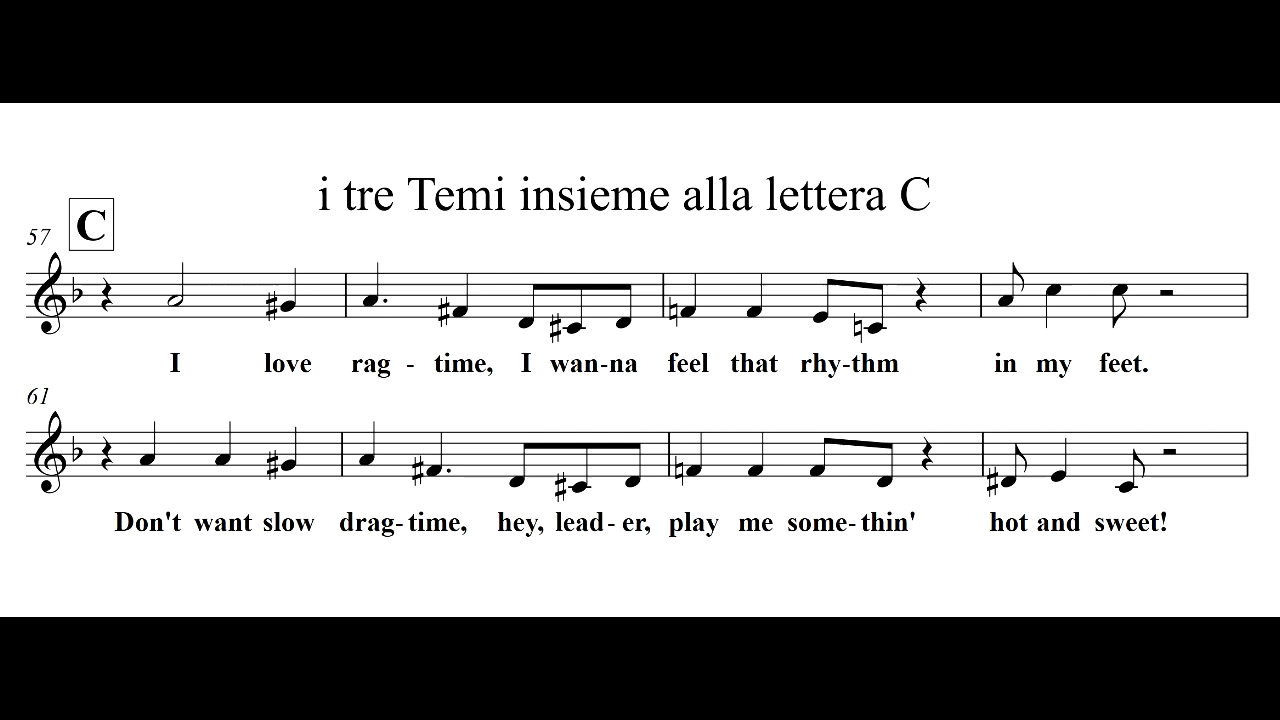 i tre Temi insieme alla lettera C
C
57
I love rag - time, I wan-na feel that rhy-thm in my feet.
61
Don't want slow drag-time, hey, lead-er, play me some-thin' hot and sweet!